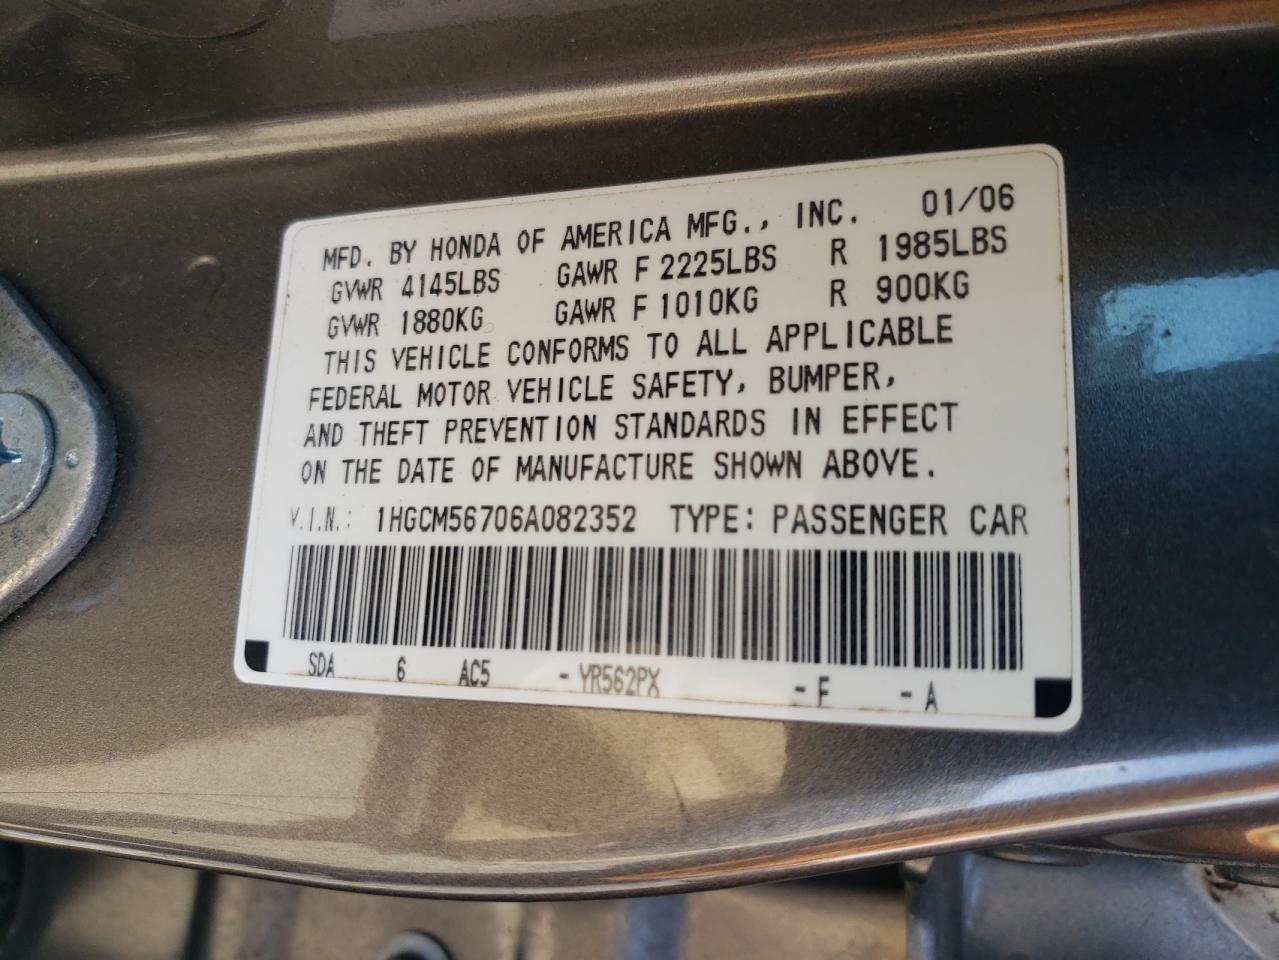 MFD. BY HONDA OF AMERICA MFG., INC. 01/06
GVWR 4145LBS GAWR F 2225LBS R 1985LBS
GVWR 1880KG GAWR F 1010KG R 900KG
THIS VEHICLE CONFORMS TO ALL APPLICABLE
FEDERAL MOTOR VEHICLE SAFETY, BUMPER,
AND THEFT PREVENTION STANDARDS IN EFFECT
ON THE DATE OF MANUFACTURE SHOWN ABOVE.
V.I.N.: 1HGCM56706A082352 TYPE: PASSENGER CAR
SDA 6 AC5 - YR562PX - F - A